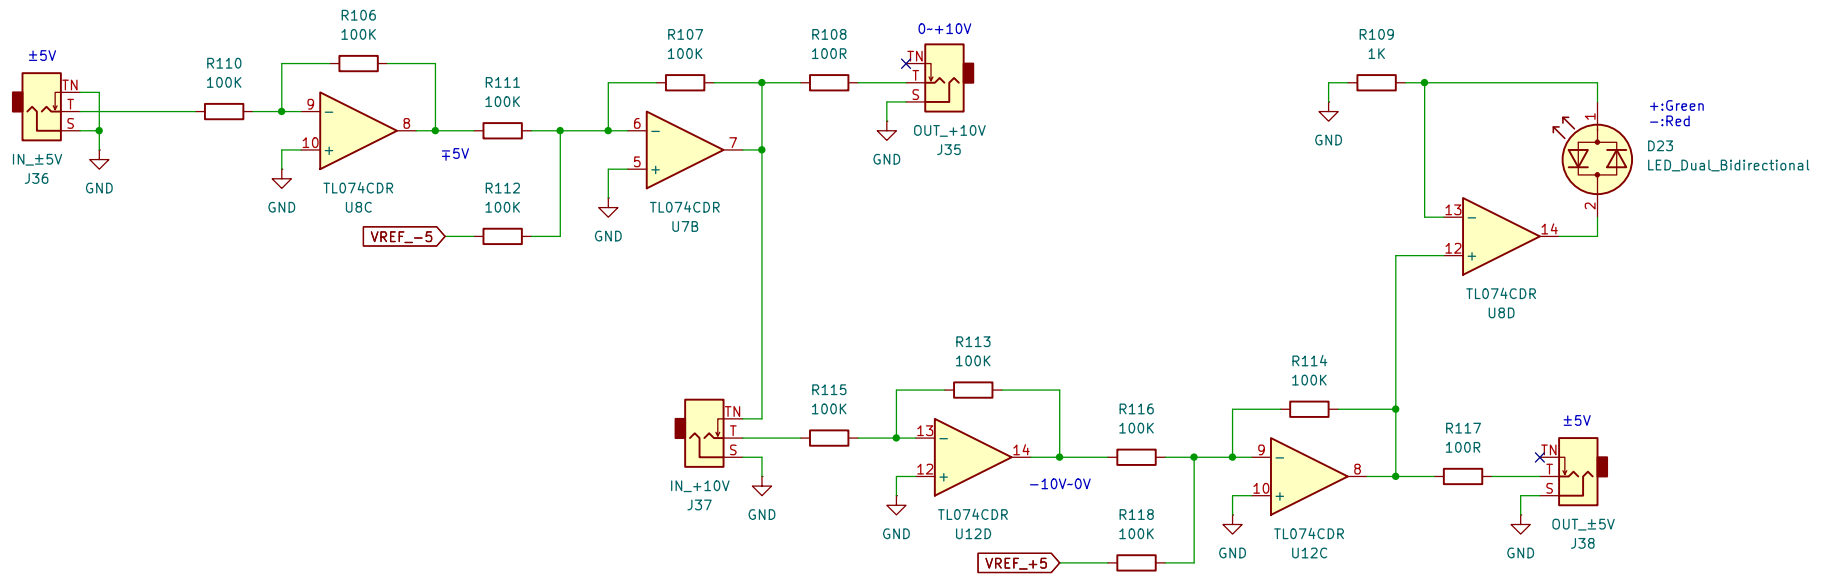 ±5V
TN
T
S
IN_±5V
J36
GND
R110
100K
R106
100K
9
10
8
−
+
TL074CDR
U8C
GND
∓5V
R111
100K
R112
100K
VREF_-5
R107
100K
6
5
7
−
+
TL074CDR
U7B
GND
R108
100R
0~+10V
TN
T
S
OUT_+10V
J35
GND
R109
1K
GND
+:Green
-:Red
1
2
D23
LED_Dual_Bidirectional
13
12
14
−
+
TL074CDR
U8D
TN
T
S
IN_+10V
J37
GND
R115
100K
R113
100K
13
12
14
−
+
TL074CDR
U12D
GND
-10V~0V
R116
100K
R118
100K
VREF_+5
R114
100K
9
10
8
−
+
TL074CDR
U12C
GND
R117
100R
±5V
TN
T
S
OUT_±5V
J38
GND